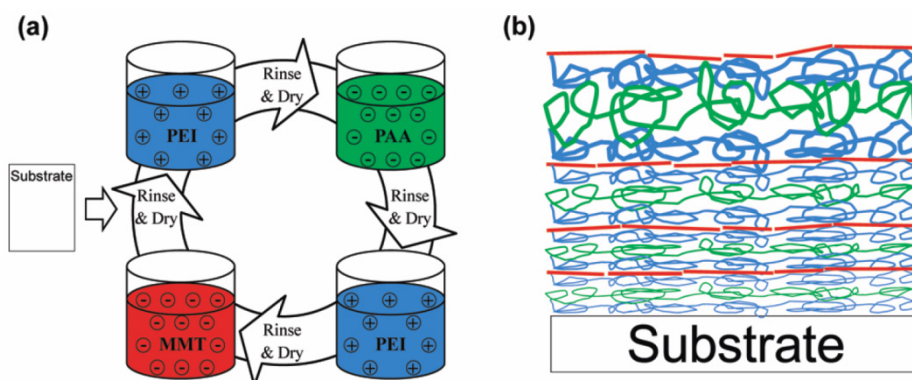 (a)
Rinse
& Dry
PEI
PAA
Substrate
Rinse
& Dry
Rinse
& Dry
MMT
Rinse
& Dry
PEI
(b)
Substrate